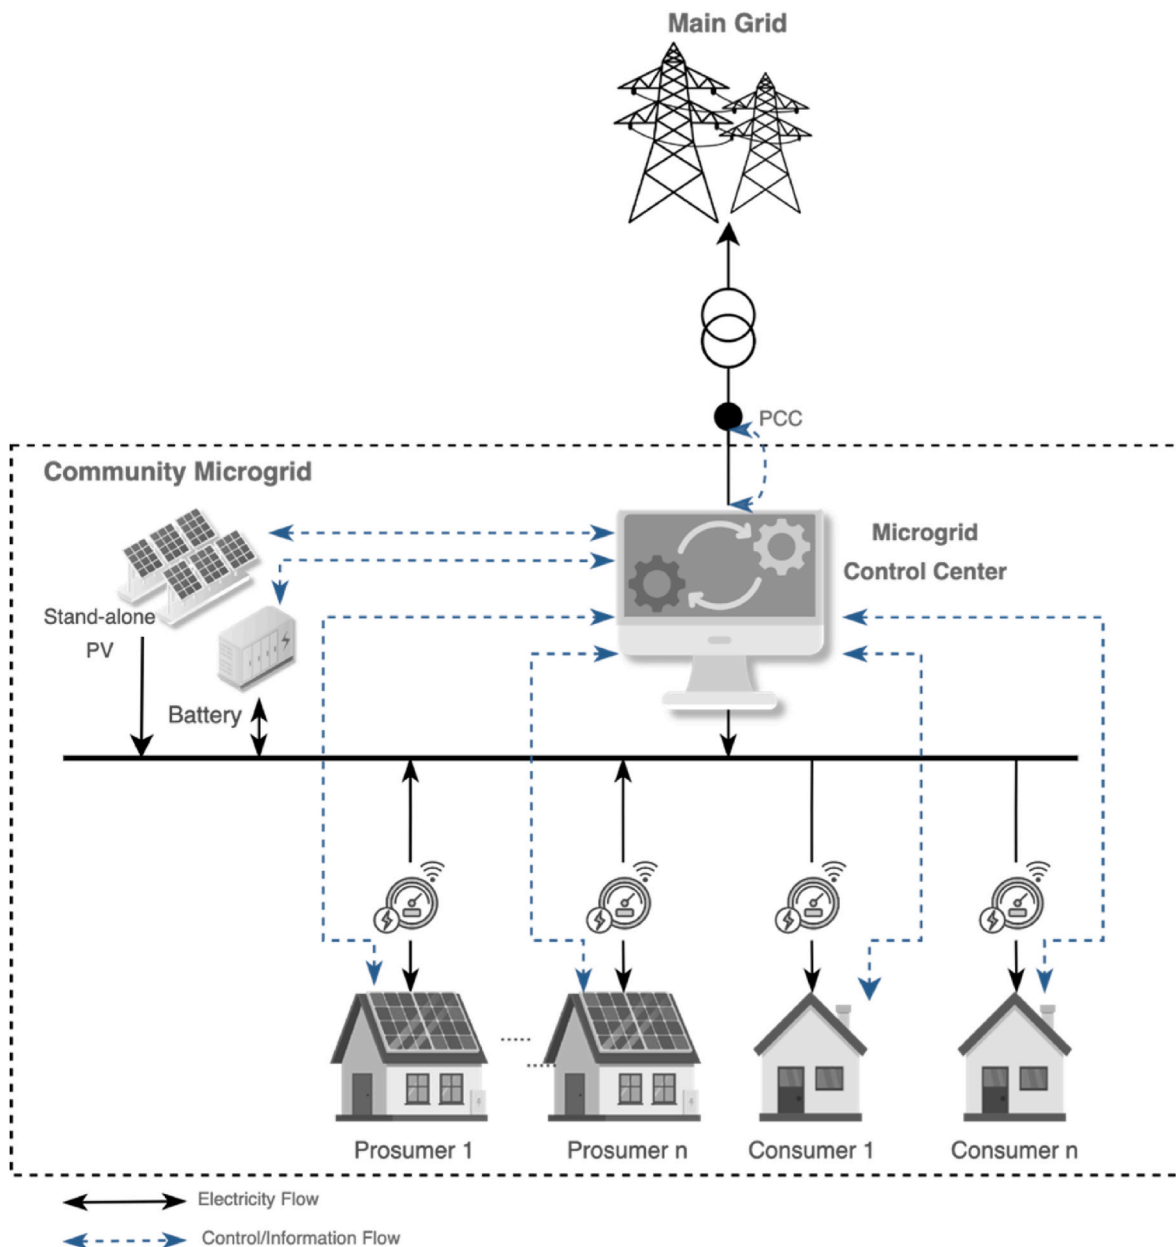 Main Grid
PCC
Community Microgrid
Microgrid
Control Center
Stand-alone
PV
Battery
Prosumer 1
Prosumer n
Consumer 1
Consumer n
Electricity Flow
Control/Information Flow